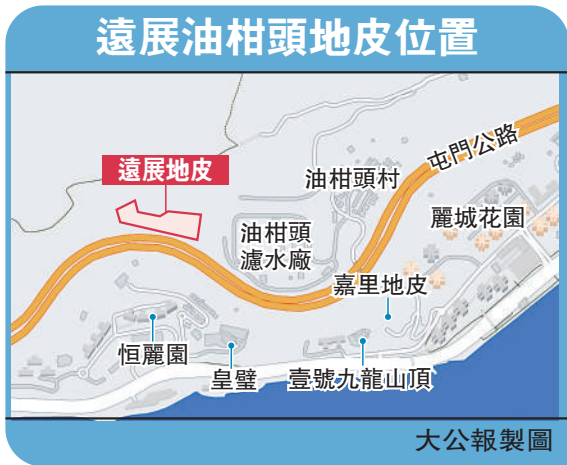 遠展油柑頭地皮位置
屯門公路
遠展地皮
油柑頭村
麗城花園
油柑頭
濾水廠
嘉里地皮
恒麗園
皇璧
壹號九龍山頂
大公報製圖